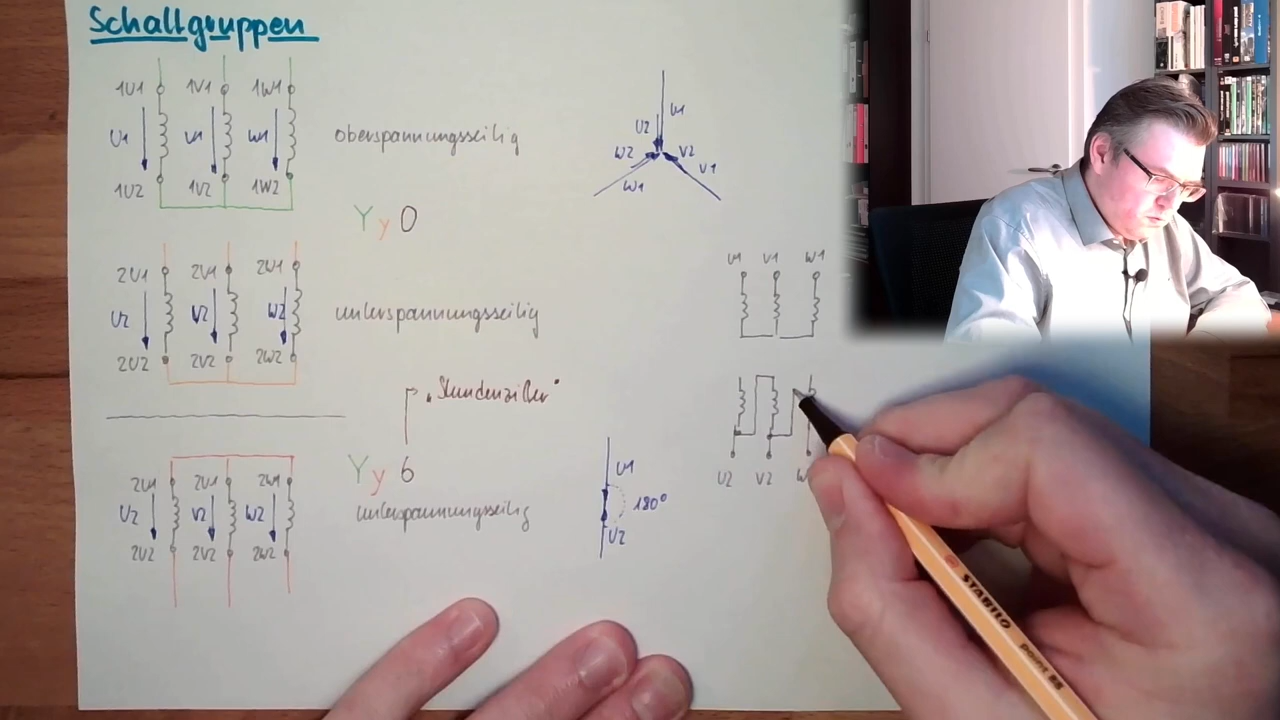 Schaltgruppen
1U1 1V1 1W1
U1 V1 W1
1U2 1V2 1W2
oberspannungsseitig
Yy0
2U1 2V1 2W1
U2 V2 W2
2U2 2V2 2W2
unterspannungsseitig
„Stundenziffer"
Yy6
unterspannungsseitig
2U1 2V1 2W1
U2 V2 W2
2U2 2V2 2W2
U1
U2
W2 V2
W1 V1
U1
180°
U2
U1 V1 W1
U2 V2
STABILO point 88